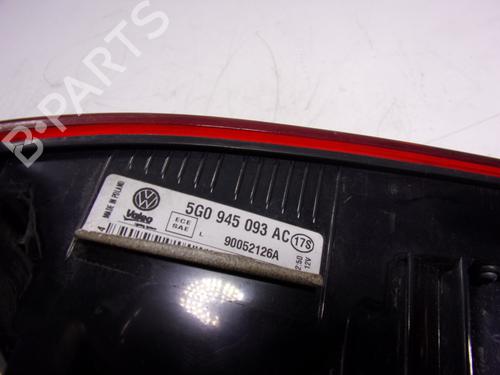 B-PARTS
MADE IN POLAND
VW
Valeo
5G0 945 093 AC
17S
ECE
SAE
L
90052126A
12V